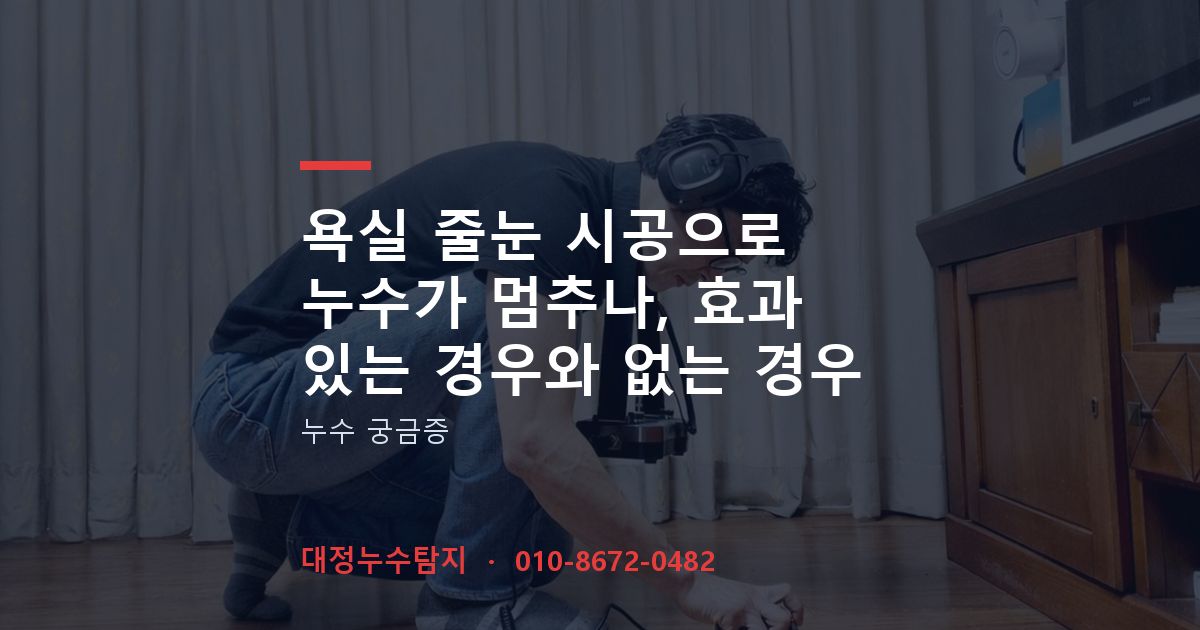 욕실 줄눈 시공으로
누수가 멈추나, 효과
있는 경우와 없는 경우
누수 궁금증
대정누수탐지 · 010-8672-0482